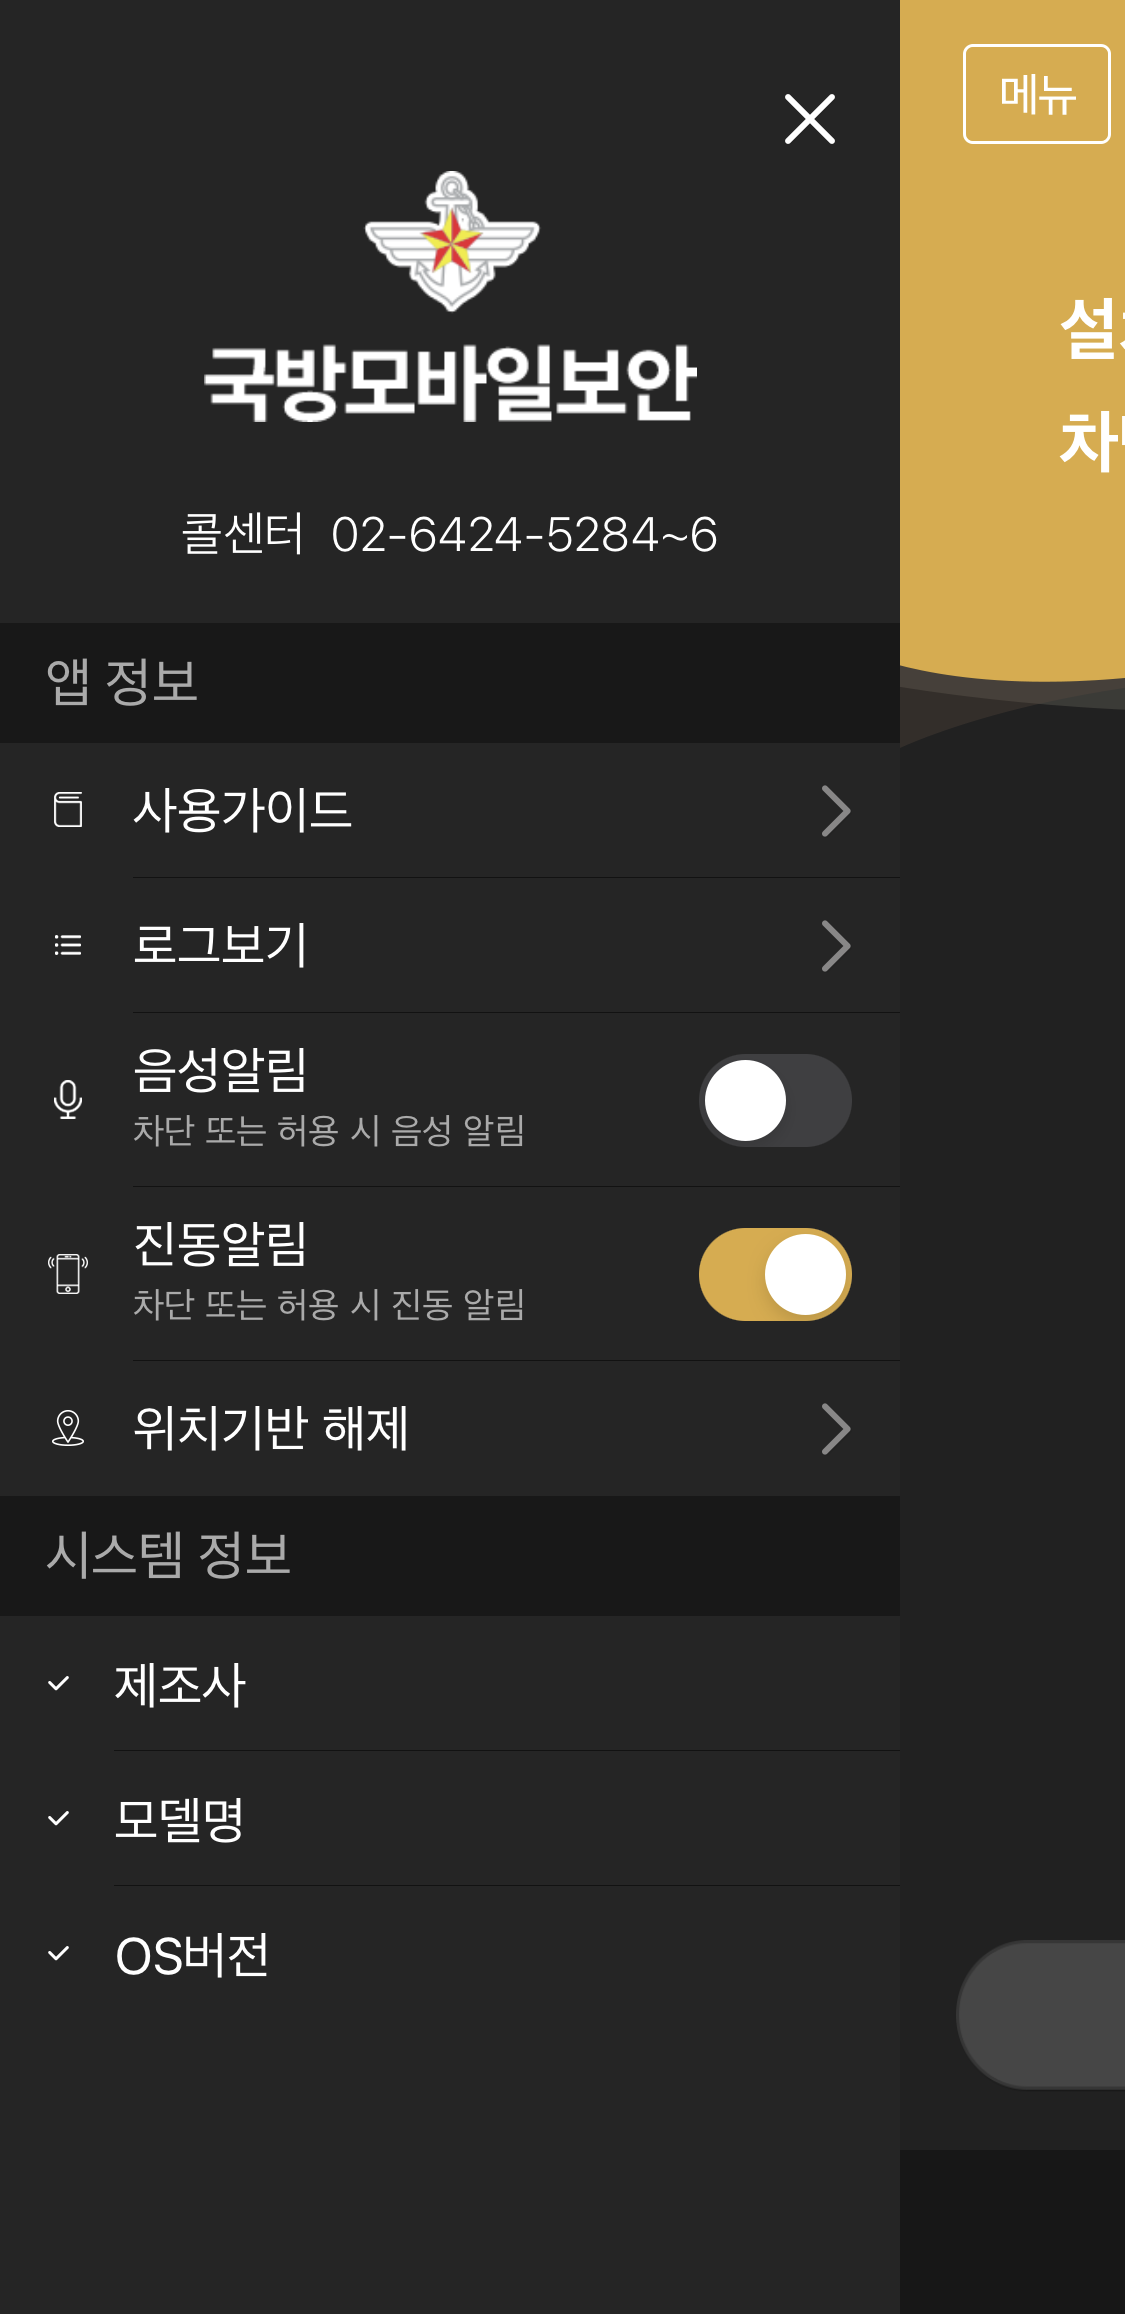 메뉴
국방모바일보안
콜센터 02-6424-5284~6
앱 정보
사용가이드
로그보기
음성알림
차단 또는 허용 시 음성 알림
진동알림
차단 또는 허용 시 진동 알림
위치기반 해제
시스템 정보
제조사
모델명
OS버전